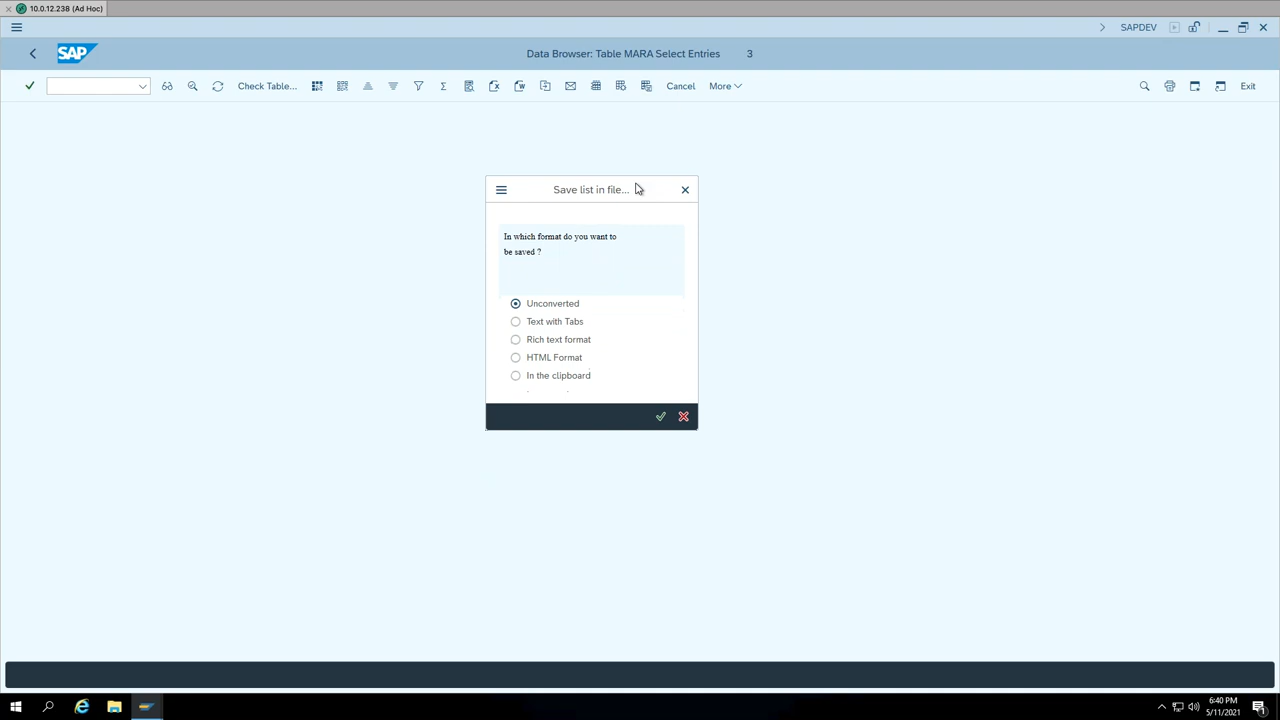 10.0.12.238 (Ad Hoc)
SAPDEV
SAP
Data Browser: Table MARA Select Entries 3
Check Table...
Cancel
More
Exit
Save list in file...
In which format do you want to
be saved ?
Unconverted
Text with Tabs
Rich text format
HTML Format
In the clipboard
6:40 PM
5/11/2021
1